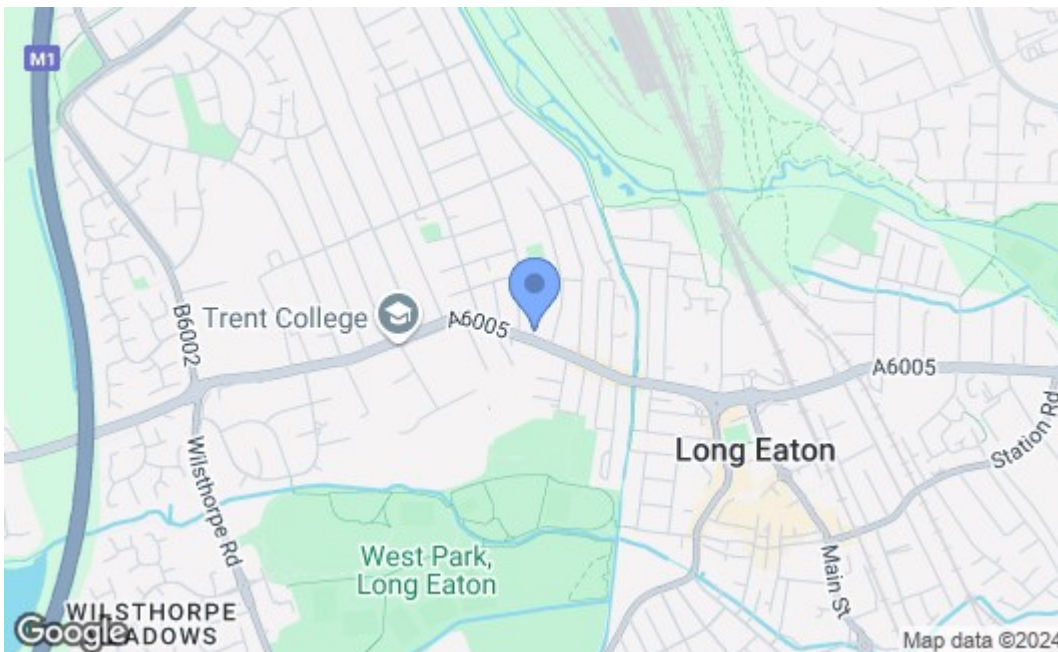 M1
B6002
Trent College
A6005
A6005
Long Eaton
Station Rd
Wilsthorpe Rd
West Park,
Long Eaton
Main St
WILSTHORPE
MEADOWS
Google
Map data ©2024